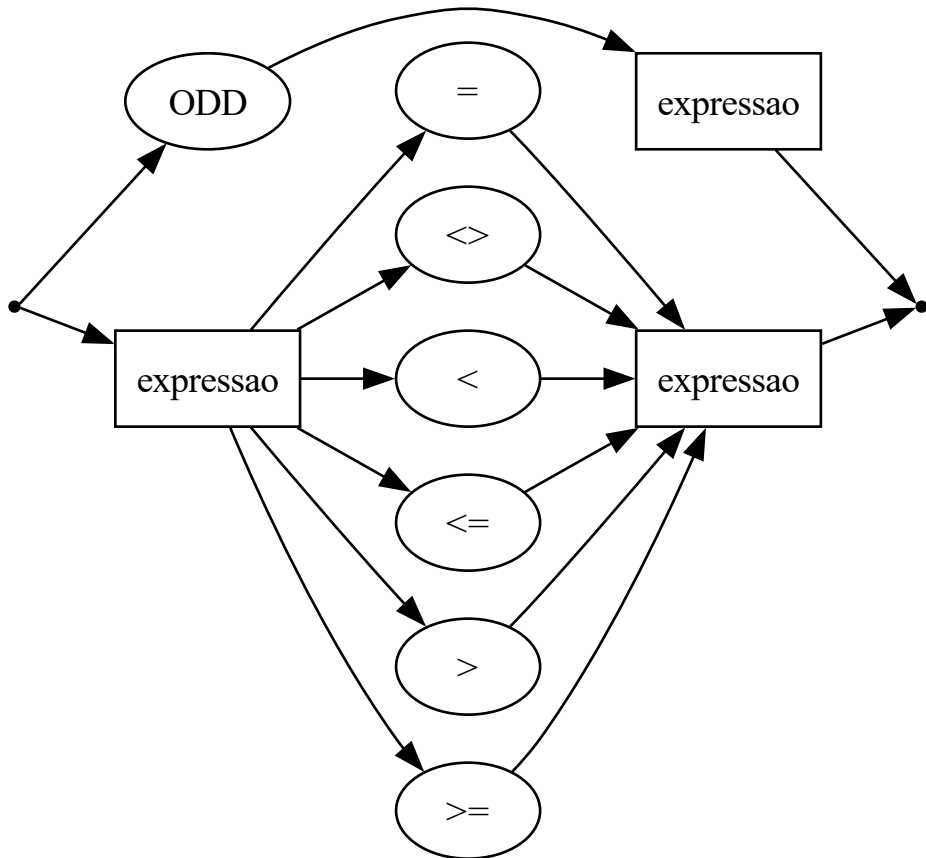 ODD
=
expressao
<>
expressao
<
expressao
<=
>
>=